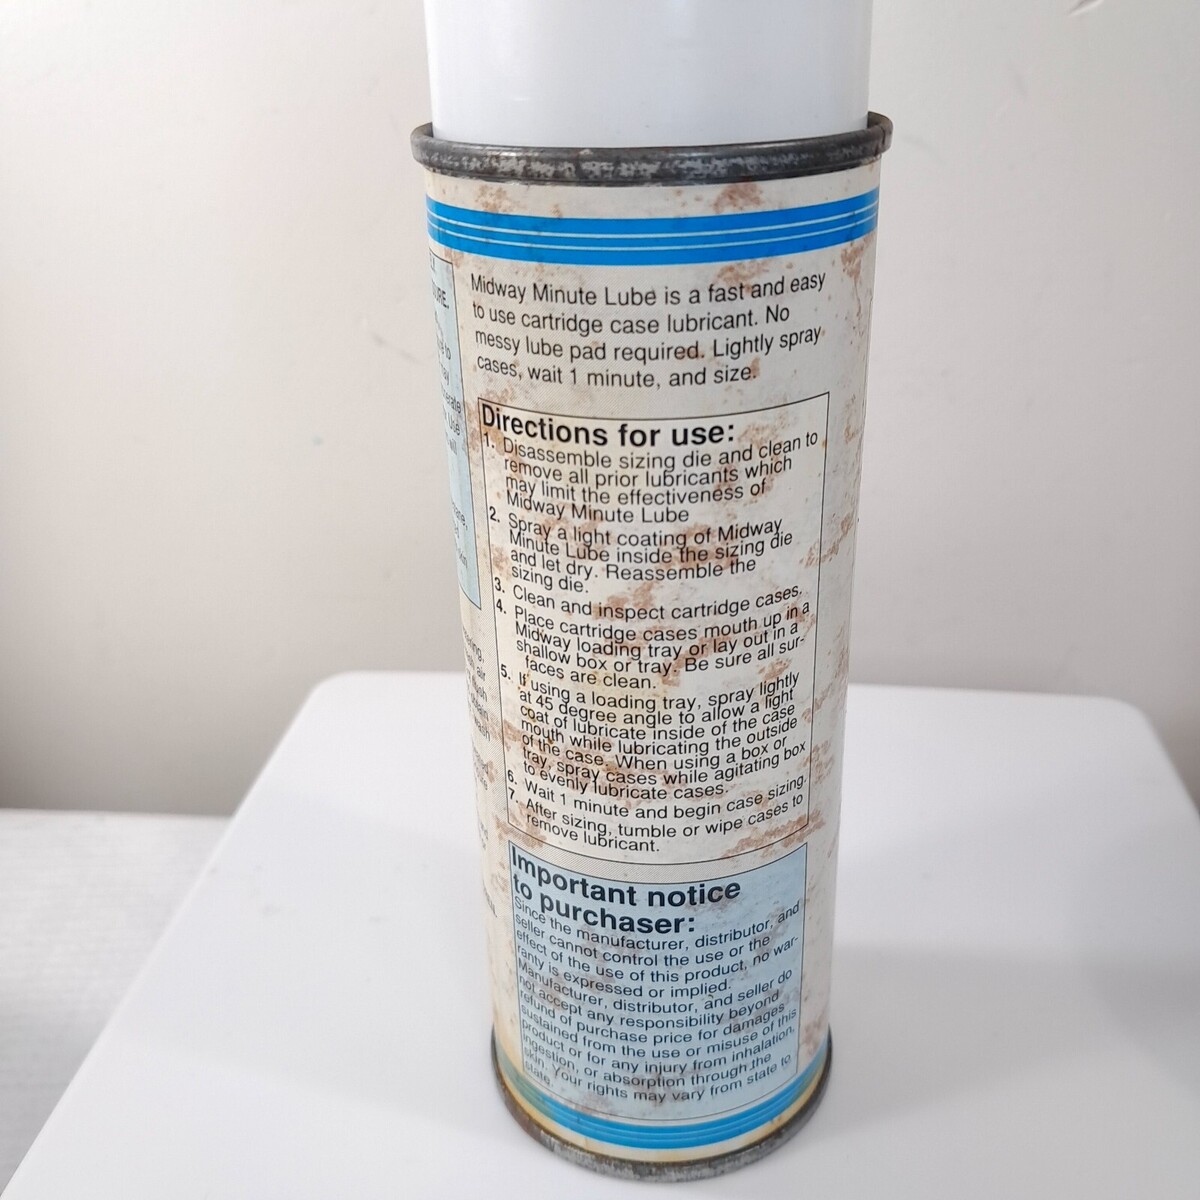 Midway Minute Lube is a fast and easy
to use cartridge case lubricant. No
messy lube pad required. Lightly spray
cases, wait 1 minute, and size.
Directions for use:
1. Disassemble sizing die and clean to
remove all prior lubricants which
may limit the effectiveness of
Midway Minute Lube
2. Spray a light coating of Midway
Minute Lube inside the sizing die
and let dry. Reassemble the
sizing die.
3. Clean and inspect cartridge cases.
4. Place cartridge cases mouth up in a
Midway loading tray or lay out in a
shallow box or tray. Be sure all sur-
faces are clean.
5. If using a loading tray, spray lightly
at 45 degree angle to allow a light
coat of lubricate inside of the case
mouth while lubricating the outside
of the case. When using a box or
tray, spray cases while agitating box
to evenly lubricate cases.
6. Wait 1 minute and begin case sizing.
7. After sizing, tumble or wipe cases to
remove lubricant.
Important notice
to purchaser:
Since the manufacturer, distributor, and
seller cannot control the use or the
effect of the use of this product, no war-
ranty is expressed or implied.
Manufacturer, distributor, and seller do
not accept any responsibility beyond
refund of purchase price for damages
sustained from the use or misuse of this
product or for any injury from inhalation,
ingestion, or absorption through the
skin. Your rights may vary from state to
state.